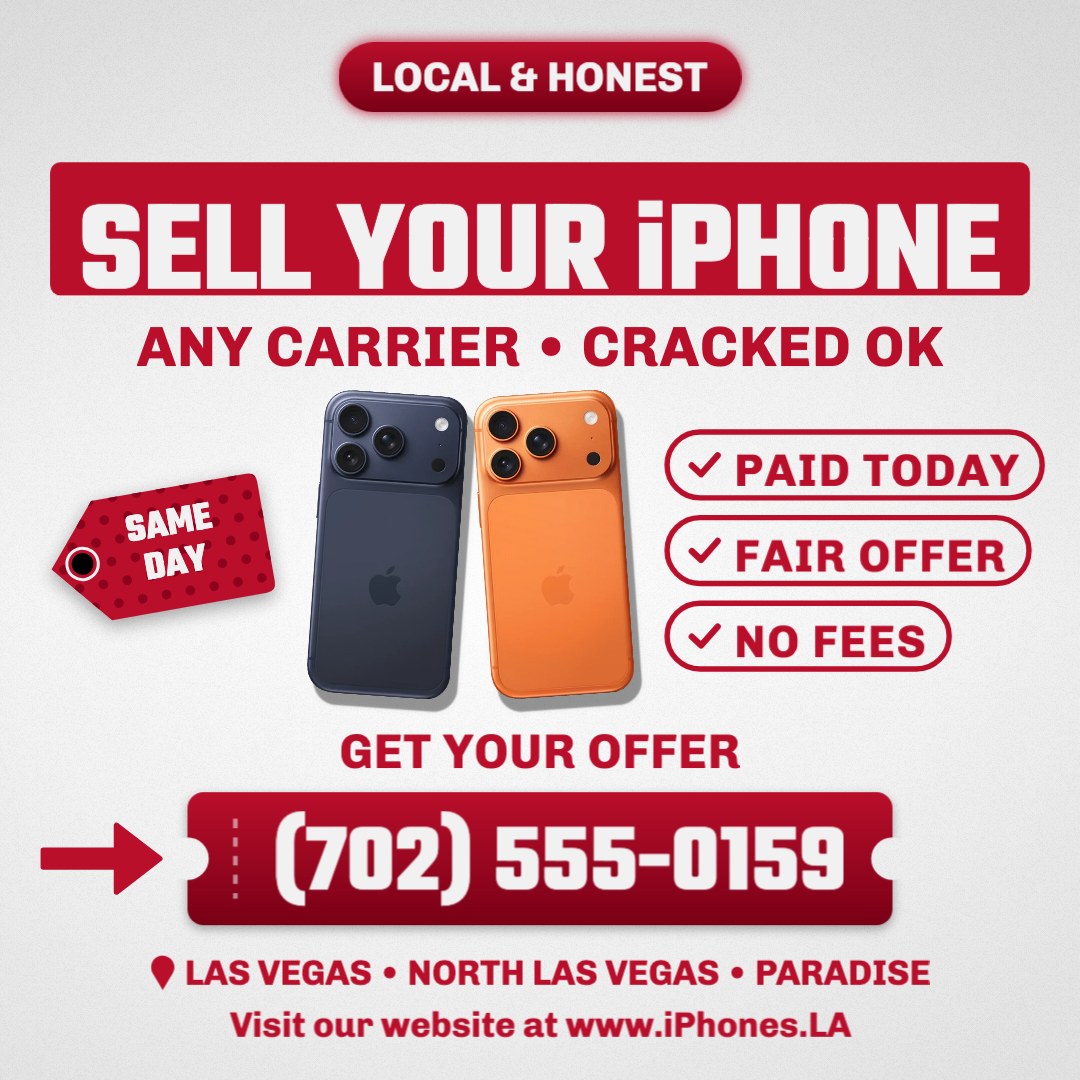 LOCAL & HONEST
SELL YOUR iPHONE
ANY CARRIER • CRACKED OK
SAME
DAY
PAID TODAY
FAIR OFFER
NO FEES
GET YOUR OFFER
(702) 555-0159
LAS VEGAS • NORTH LAS VEGAS • PARADISE
Visit our website at www.iPhones.LA